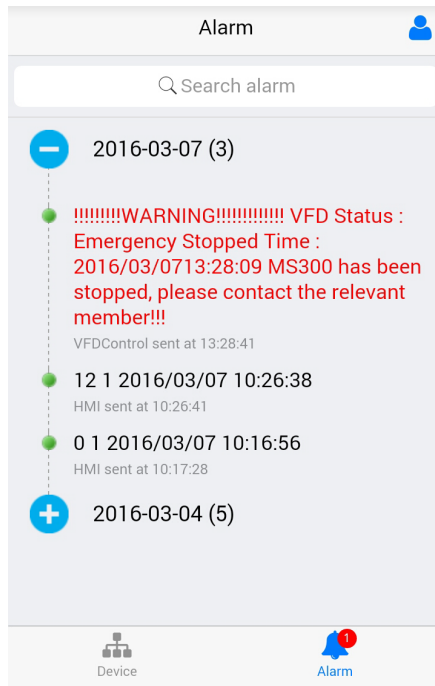 Alarm
Search alarm
2016-03-07 (3)
!!!!!!!!!WARNING!!!!!!!!!!!!! VFD Status :
Emergency Stopped Time :
2016/03/0713:28:09 MS300 has been
stopped, please contact the relevant
member!!!
VFDControl sent at 13:28:41
12 1 2016/03/07 10:26:38
HMI sent at 10:26:41
0 1 2016/03/07 10:16:56
HMI sent at 10:17:28
2016-03-04 (5)
1
Device
Alarm